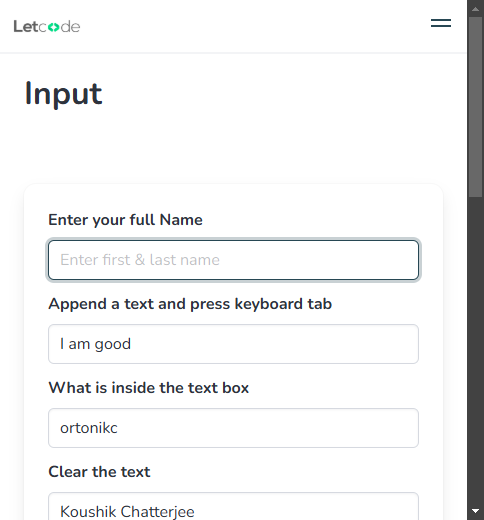 Letcode
Input
Enter your full Name
Enter first & last name
Append a text and press keyboard tab
I am good
What is inside the text box
ortonikc
Clear the text
Koushik Chatterjee